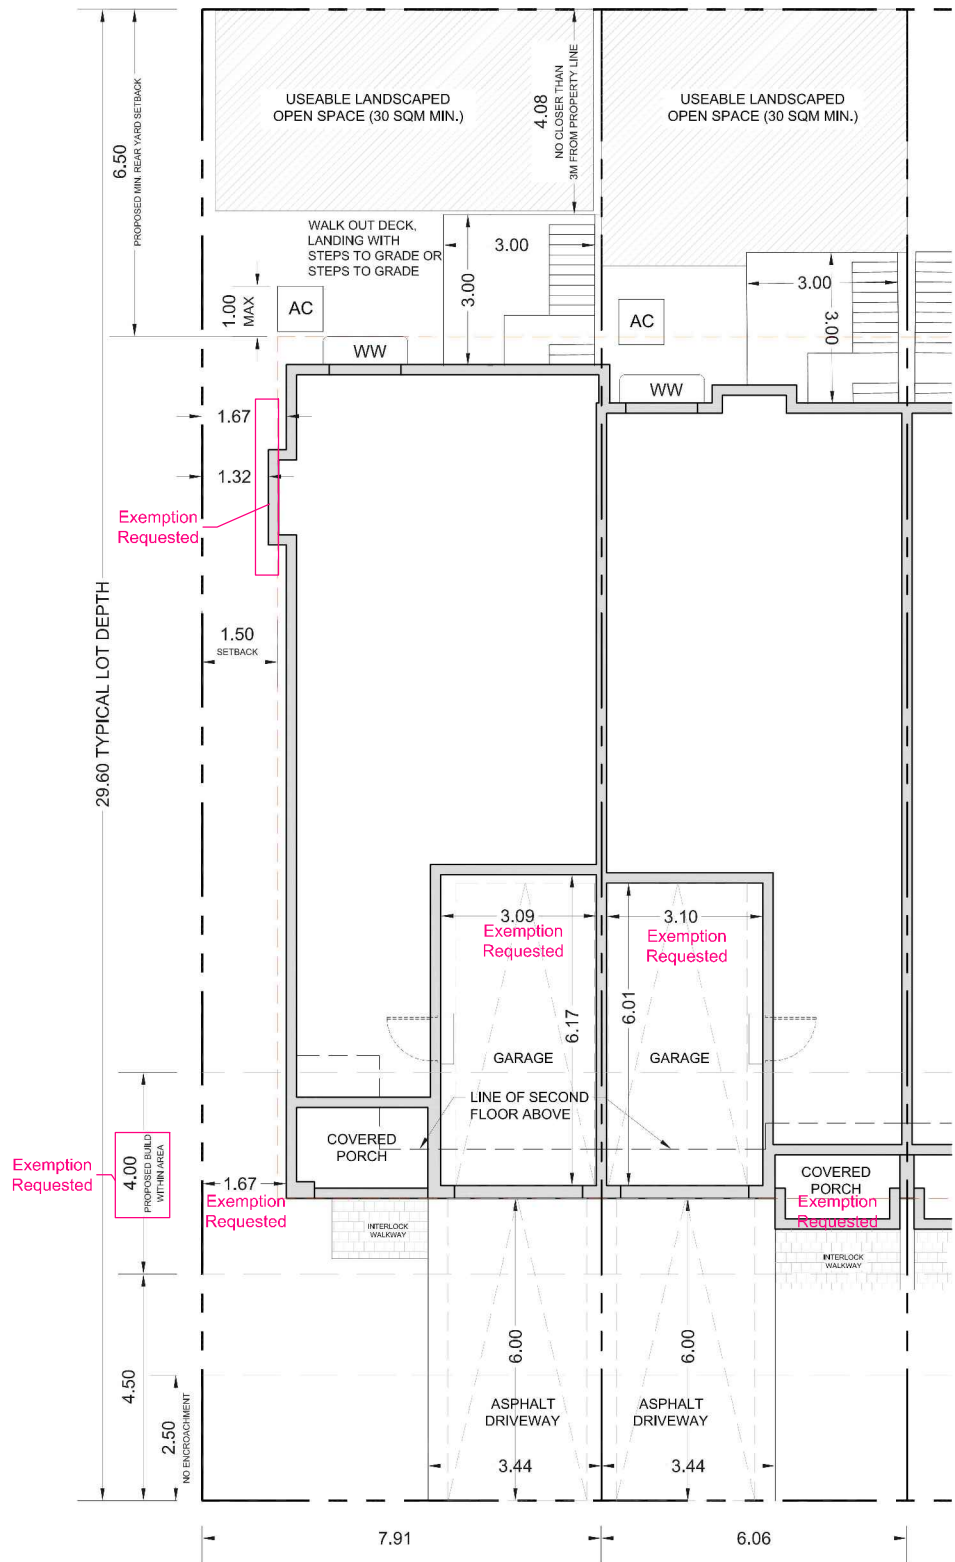 USEABLE LANDSCAPED
OPEN SPACE (30 SQM MIN.)
4.08
NO CLOSER THAN
3M FROM PROPERTY LINE
USEABLE LANDSCAPED
OPEN SPACE (30 SQM MIN.)
6.50
PROPOSED MIN. REAR YARD SETBACK
WALK OUT DECK,
LANDING WITH
STEPS TO GRADE OR
STEPS TO GRADE
3.00
3.00
3.00
3.00
1.00
MAX
AC
AC
WW
WW
1.67
1.32
Exemption
Requested
29.60 TYPICAL LOT DEPTH
1.50
SETBACK
3.09
Exemption
Requested
3.10
Exemption
Requested
6.17
6.01
GARAGE
GARAGE
LINE OF SECOND
FLOOR ABOVE
COVERED
PORCH
Exemption
Requested
4.00
PROPOSED BUILD
WITHIN AREA
1.67
Exemption
Requested
COVERED
PORCH
Exemption
Requested
INTERLOCK
WALKWAY
INTERLOCK
WALKWAY
6.00
6.00
4.50
2.50
NO ENCROACHMENT
ASPHALT
DRIVEWAY
ASPHALT
DRIVEWAY
3.44
3.44
7.91
6.06